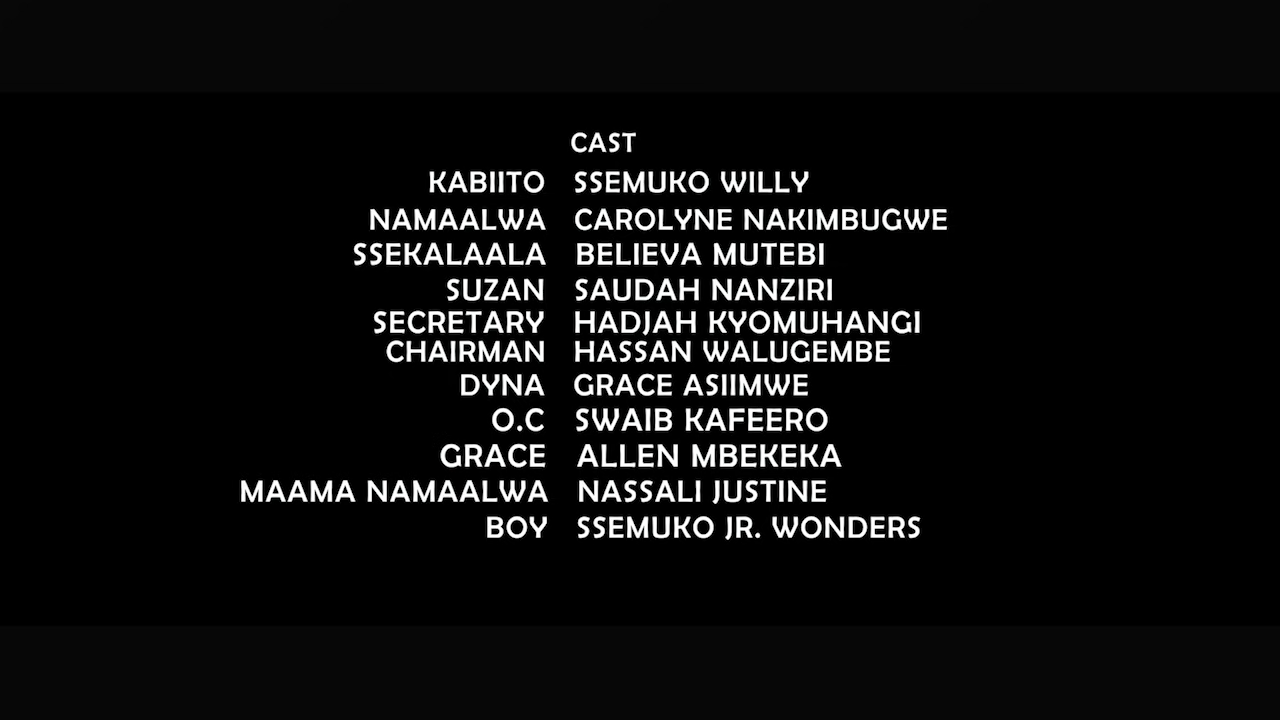 CAST
KABIITO SSEMUKO WILLY
NAMAALWA CAROLYNE NAKIMBUGWE
SSEKALAALA BELIEVA MUTEBI
SUZAN SAUDAH NANZIRI
SECRETARY HADJAH KYOMUHANGI
CHAIRMAN HASSAN WALUGEMBE
DYNA GRACE ASIIMWE
O.C SWAIB KAFEERO
GRACE ALLEN MBEKEKA
MAAMA NAMAALWA NASSALI JUSTINE
BOY SSEMUKO JR. WONDERS